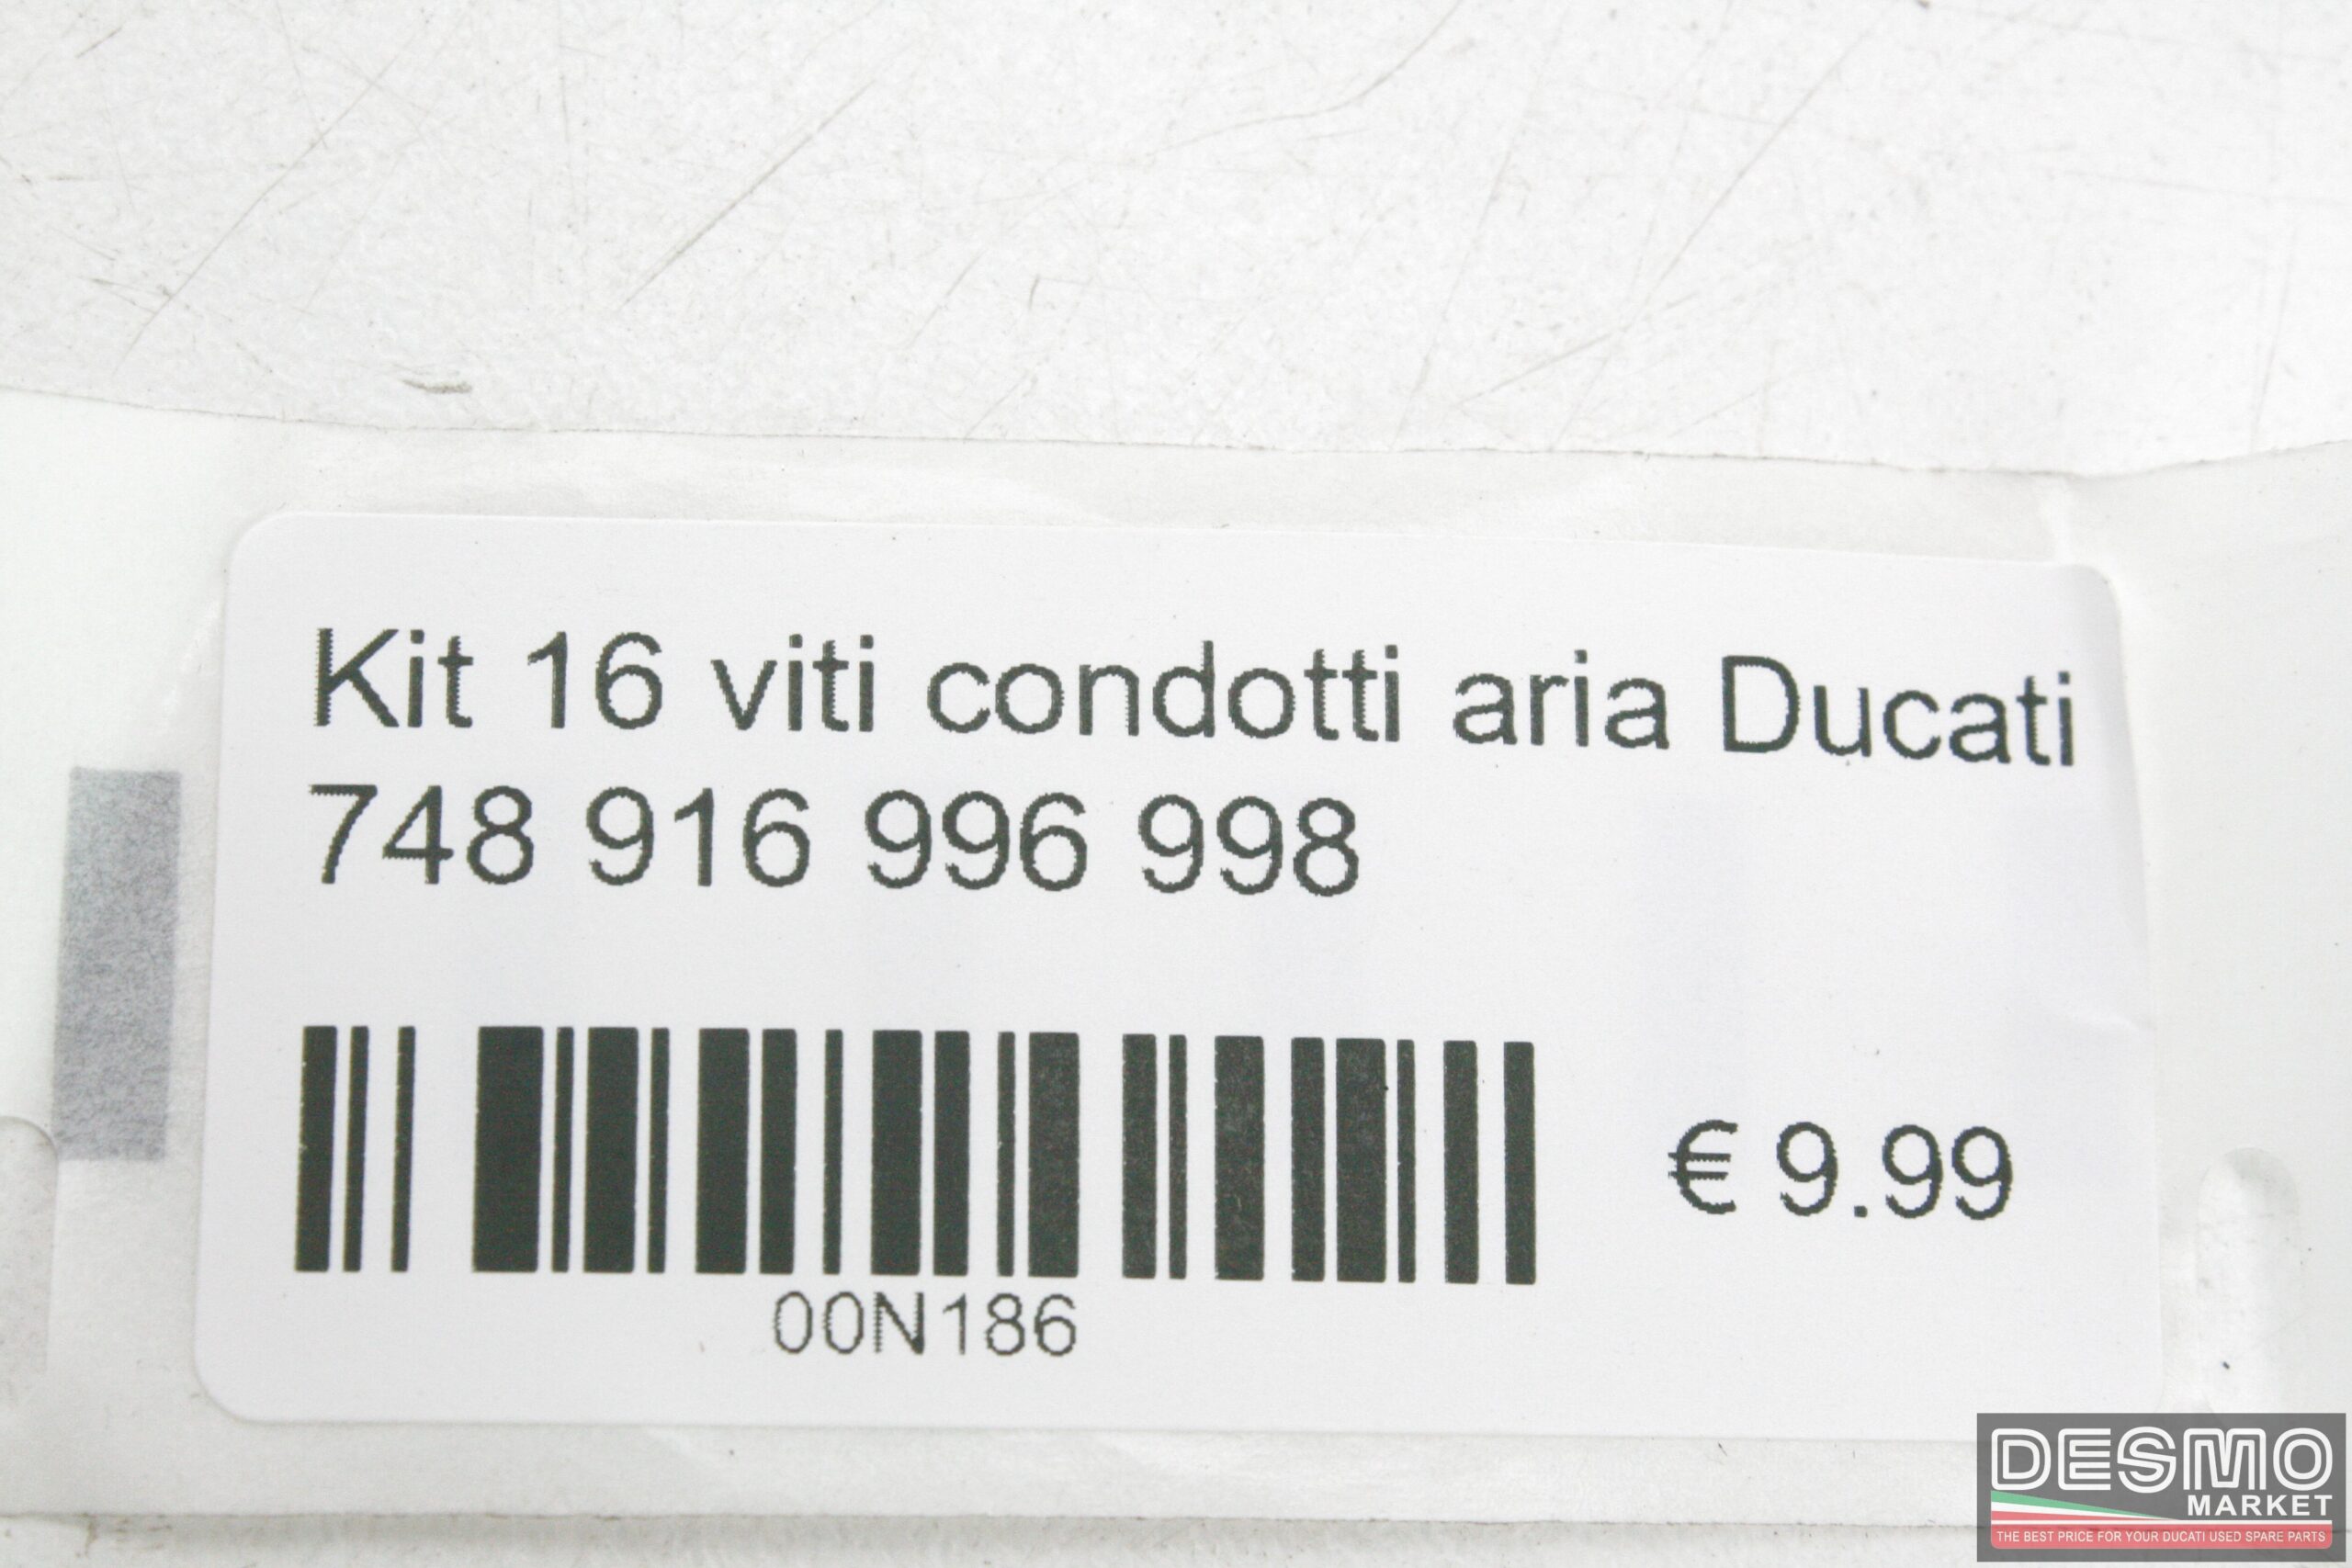 Kit 16 viti condotti aria Ducati
748 916 996 998
€ 9.99
00N186
DESMO
MARKET
THE BEST PRICE FOR YOUR DUCATI USED SPARE PARTS